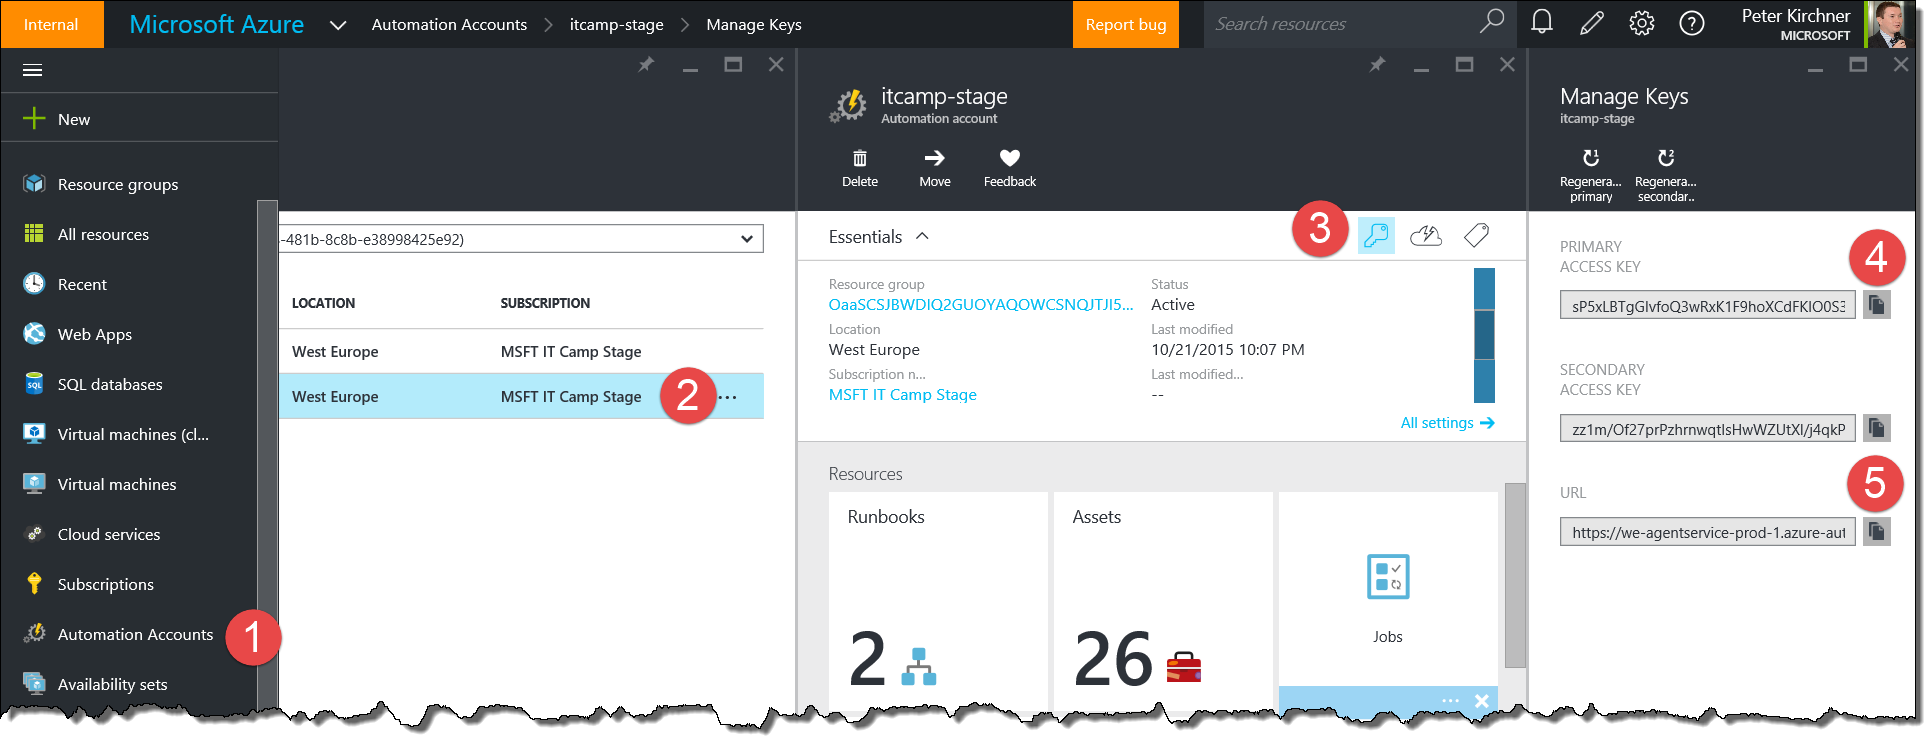 Internal
Microsoft Azure
Automation Accounts
itcamp-stage
Manage Keys
Report bug
Search resources
Peter Kirchner
MICROSOFT
New
Resource groups
All resources
Recent
Web Apps
SQL databases
Virtual machines (cl...
Virtual machines
Cloud services
Subscriptions
Automation Accounts
1
Availability sets
-481b-8c8b-e38998425e92)
LOCATION SUBSCRIPTION
West Europe MSFT IT Camp Stage
West Europe MSFT IT Camp Stage 2 ...
itcamp-stage
Automation account
Delete Move Feedback
Essentials
3
Resource group
OaaSCSJBWDIQ2GUOYAQOWCSNQJTJI5...
Location
West Europe
Subscription n...
MSFT IT Camp Stage
Status
Active
Last modified
10/21/2015 10:07 PM
Last modified...
--
All settings
Resources
Runbooks
2
Assets
26
Jobs
...
Manage Keys
itcamp-stage
1
Regenera...
primary
2
Regenera...
secondar..
PRIMARY
ACCESS KEY
4
sP5xLBTgGlvfoQ3wRxK1F9hoXCdFKIO0S3
SECONDARY
ACCESS KEY
zz1m/Of27prPzhrnwqtIsHwWZUtXI/j4qkP
URL
5
https://we-agentservice-prod-1.azure-aut